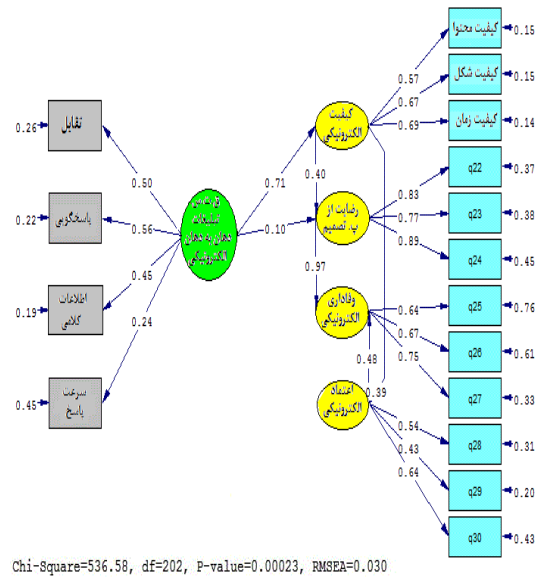 کیفیت محتوا
0.15
0.57
کیفیت شکل
0.15
0.67
کیفیت زمان
0.14
0.69
0.26
تقابل
0.50
کیفیت
الکترونیکی
0.71
0.40
q22
0.37
0.83
0.22
پاسخگویی
0.56
دهان به دهان
الکترونیکی
0.10
رضایت از
پ. تصمیم
q23
0.38
0.77
q24
0.45
0.89
0.97
0.19
اطلاعات
کلامی
0.45
وفاداری
الکترونیکی
q25
0.76
0.64
q26
0.61
0.67
q27
0.33
0.75
0.48
0.39
0.45
سرعت
پاسخ
0.24
اعتماد
الکترونیکی
q28
0.31
0.54
q29
0.20
0.43
q30
0.43
0.64
Chi-Square=536.58, df=202, P-value=0.00023, RMSEA=0.030